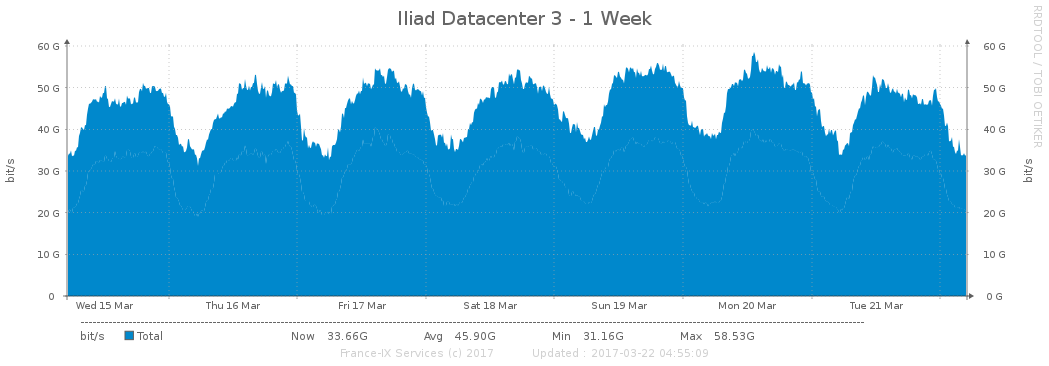 Iliad Datacenter 3 - 1 Week
RRDTOOL / TOBI OETIKER
60 G 60 G
50 G 50 G
40 G 40 G
30 G 30 G
20 G 20 G
10 G 10 G
0 0 G
bit/s bit/s
Wed 15 Mar Thu 16 Mar Fri 17 Mar Sat 18 Mar Sun 19 Mar Mon 20 Mar Tue 21 Mar
bit/s Total Now 33.66G Avg 45.90G Min 31.16G Max 58.53G
France-IX Services (c) 2017 Updated : 2017-03-22 04:55:09